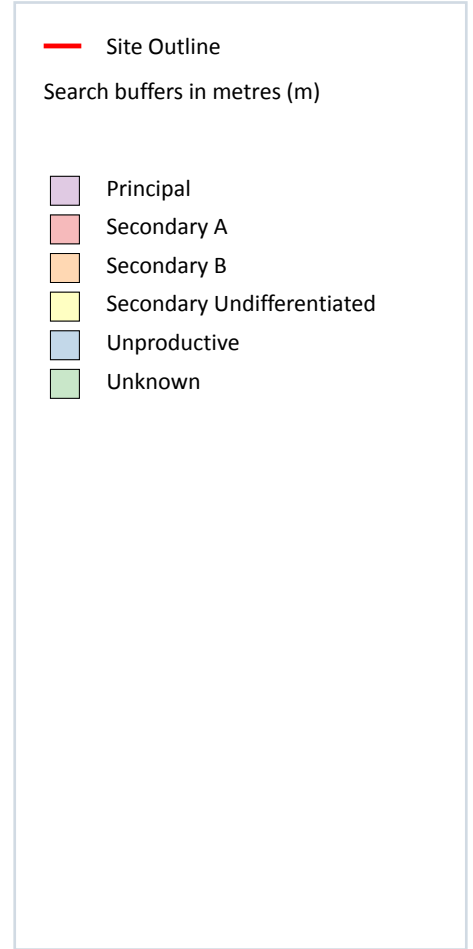 Site Outline
Search buffers in metres (m)
Principal
Secondary A
Secondary B
Secondary Undifferentiated
Unproductive
Unknown